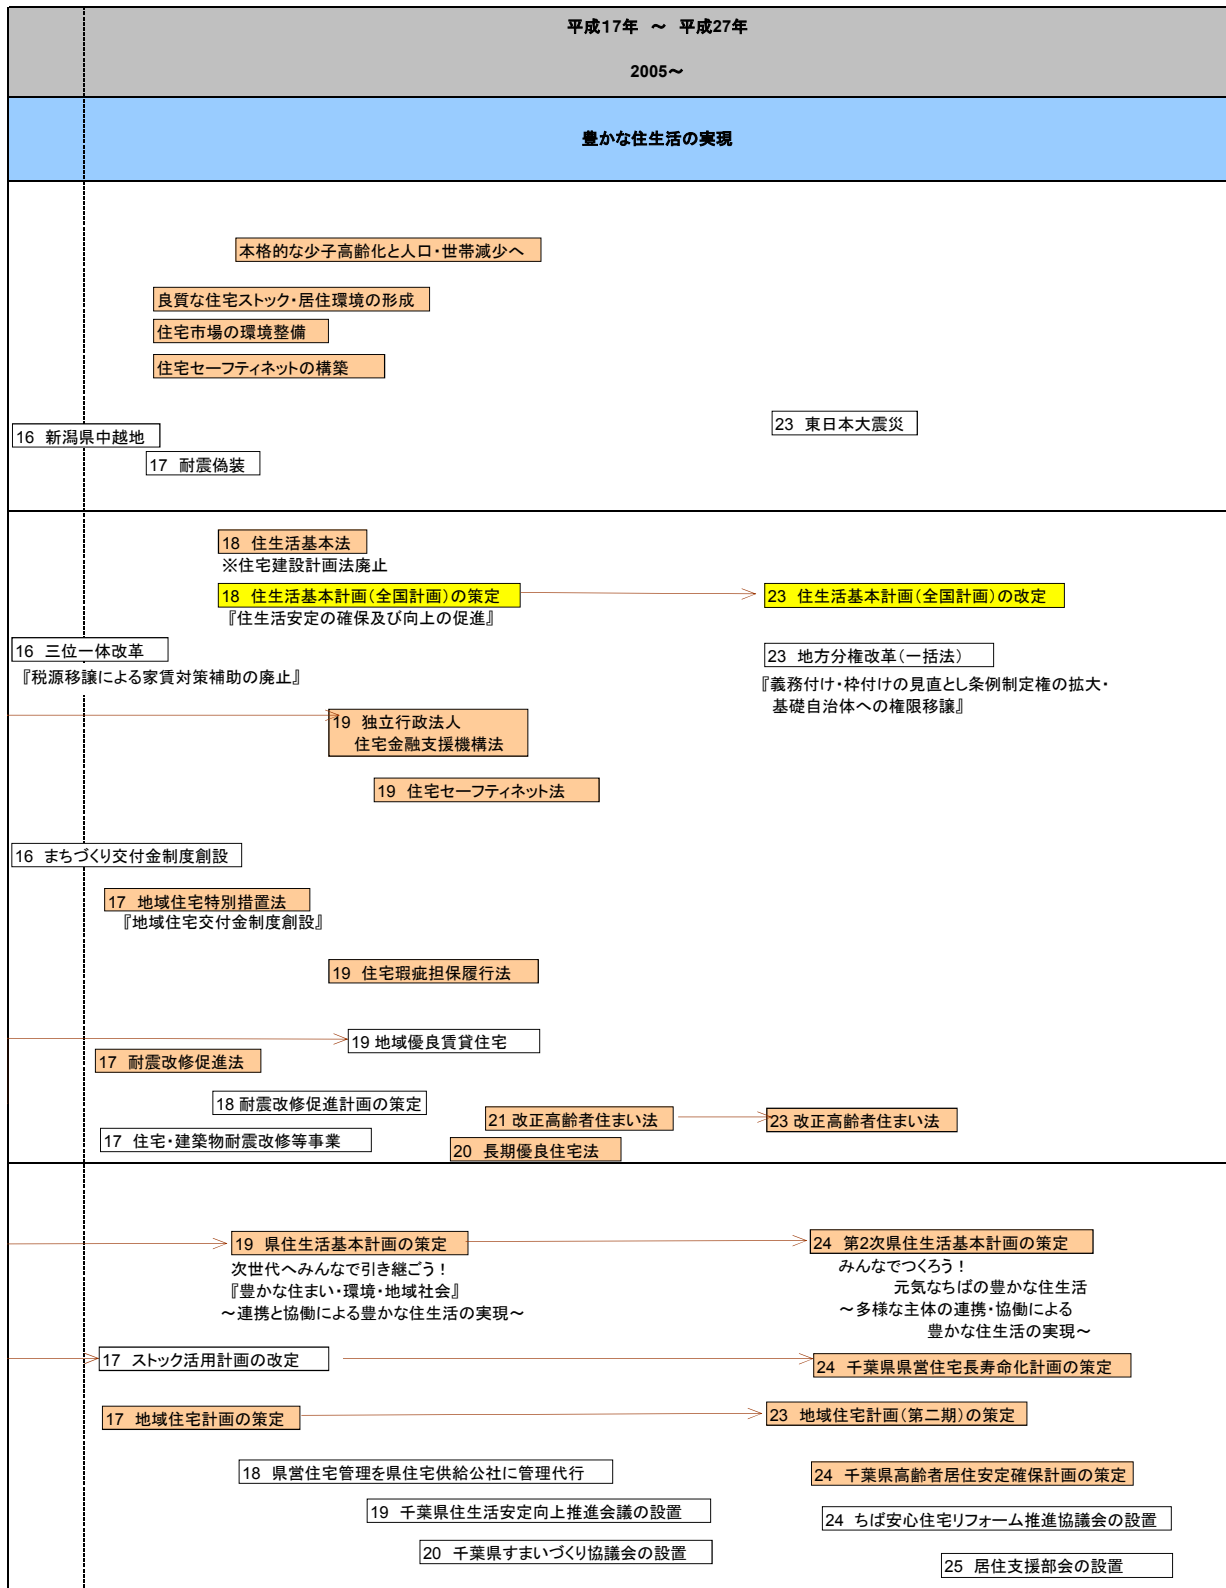 平成17年 ～ 平成27年
2005～
豊かな住生活の実現
本格的な少子高齢化と人口・世帯減少へ
良質な住宅ストック・居住環境の形成
住宅市場の環境整備
住宅セーフティネットの構築
23 東日本大震災
16 新潟県中越地
17 耐震偽装
18 住生活基本法
※住宅建設計画法廃止
18 住生活基本計画（全国計画）の策定
23 住生活基本計画（全国計画）の改定
『住生活安定の確保及び向上の促進』
16 三位一体改革
『税源移譲による家賃対策補助の廃止』
23 地方分権改革（一括法）
『義務付け・枠付けの見直とし条例制定権の拡大・
基礎自治体への権限移譲』
19 独立行政法人
住宅金融支援機構法
19 住宅セーフティネット法
16 まちづくり交付金制度創設
17 地域住宅特別措置法
『地域住宅交付金制度創設』
19 住宅瑕疵担保履行法
19 地域優良賃貸住宅
17 耐震改修促進法
18 耐震改修促進計画の策定
21 改正高齢者住まい法
23 改正高齢者住まい法
17 住宅・建築物耐震改修等事業
20 長期優良住宅法
19 県住生活基本計画の策定
次世代へみんなで引き継ごう！
『豊かな住まい・環境・地域社会』
～連携と協働による豊かな住生活の実現～
24 第2次県住生活基本計画の策定
みんなでつくろう！
元気なちばの豊かな住生活
～多様な主体の連携・協働による
豊かな住生活の実現～
17 ストック活用計画の改定
24 千葉県県営住宅長寿命化計画の策定
17 地域住宅計画の策定
23 地域住宅計画（第二期）の策定
18 県営住宅管理を県住宅供給公社に管理代行
24 千葉県高齢者居住安定確保計画の策定
19 千葉県住生活安定向上推進会議の設置
24 ちば安心住宅リフォーム推進協議会の設置
20 千葉県すまいづくり協議会の設置
25 居住支援部会の設置